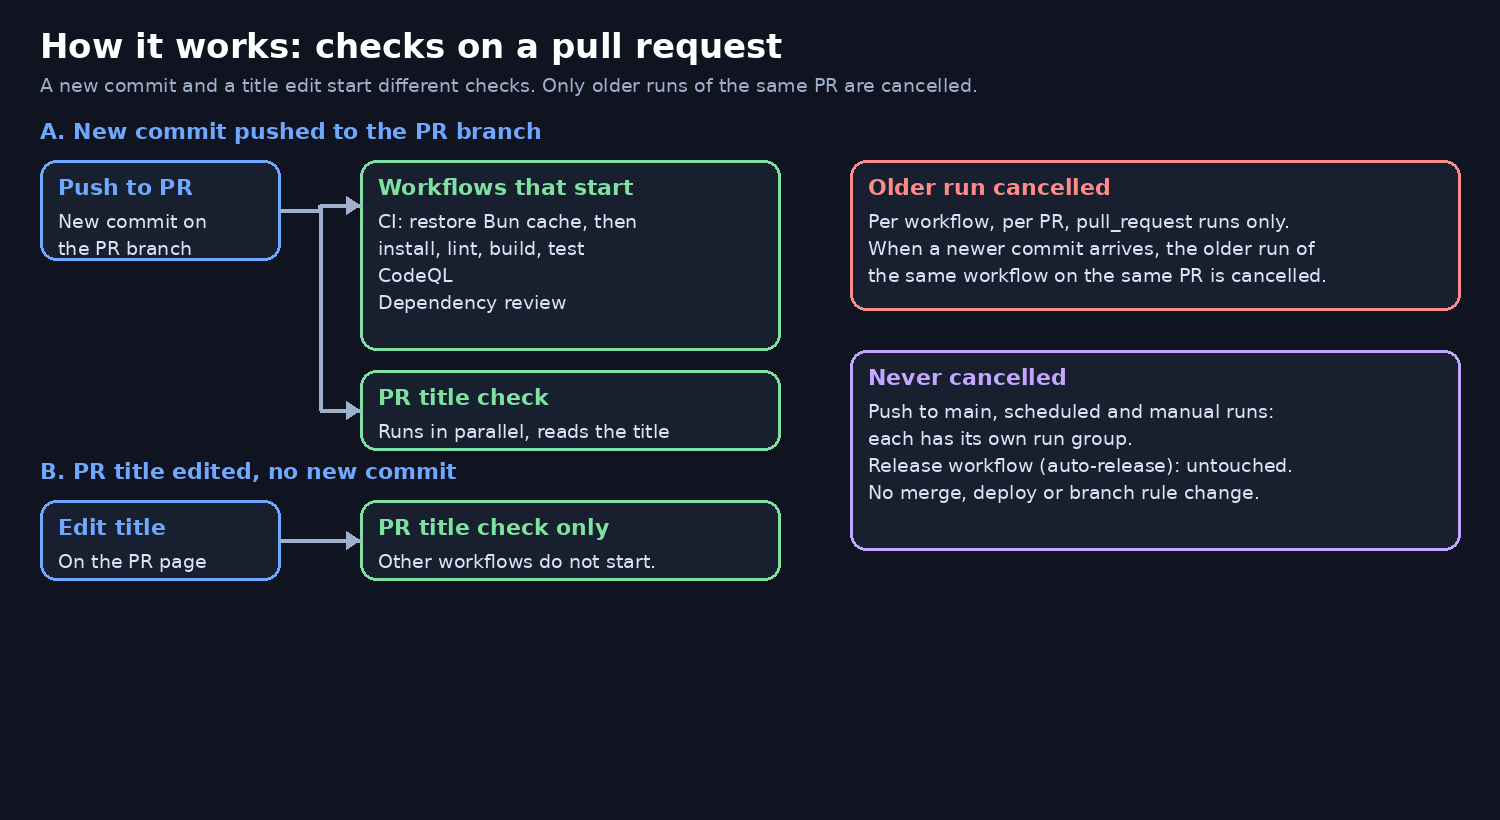 How it works: checks on a pull request
A new commit and a title edit start different checks. Only older runs of the same PR are cancelled.
A. New commit pushed to the PR branch
Push to PR
New commit on
the PR branch
Workflows that start
CI: restore Bun cache, then
install, lint, build, test
CodeQL
Dependency review
PR title check
Runs in parallel, reads the title
B. PR title edited, no new commit
Edit title
On the PR page
PR title check only
Other workflows do not start.
Older run cancelled
Per workflow, per PR, pull_request runs only.
When a newer commit arrives, the older run of
the same workflow on the same PR is cancelled.
Never cancelled
Push to main, scheduled and manual runs:
each has its own run group.
Release workflow (auto-release): untouched.
No merge, deploy or branch rule change.